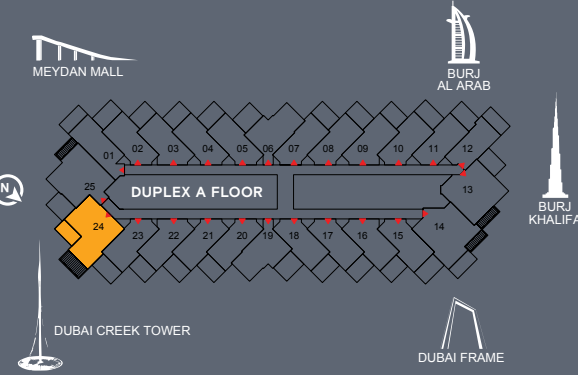 MEYDAN MALL
BURJ
AL ARAB
01 02 03 04 05 06 07 08 09 10 11 12
25 DUPLEX A FLOOR 13
N
BURJ
KHALIFA
24 23 22 21 20 19 18 17 16 15 14
DUBAI CREEK TOWER
DUBAI FRAME